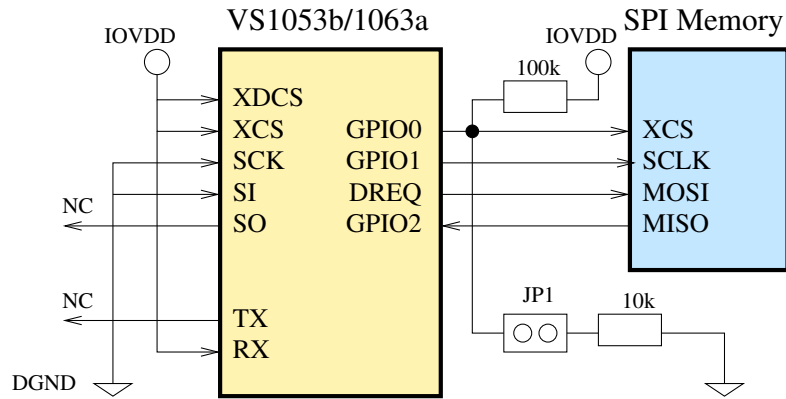 VS1053b/1063a
SPI Memory
IOVDD
IOVDD
100k
XDCS
XCS
GPIO0
XCS
SCK
GPIO1
SCLK
SI
DREQ
MOSI
NC
SO
GPIO2
MISO
NC
TX
JP1
10k
RX
DGND